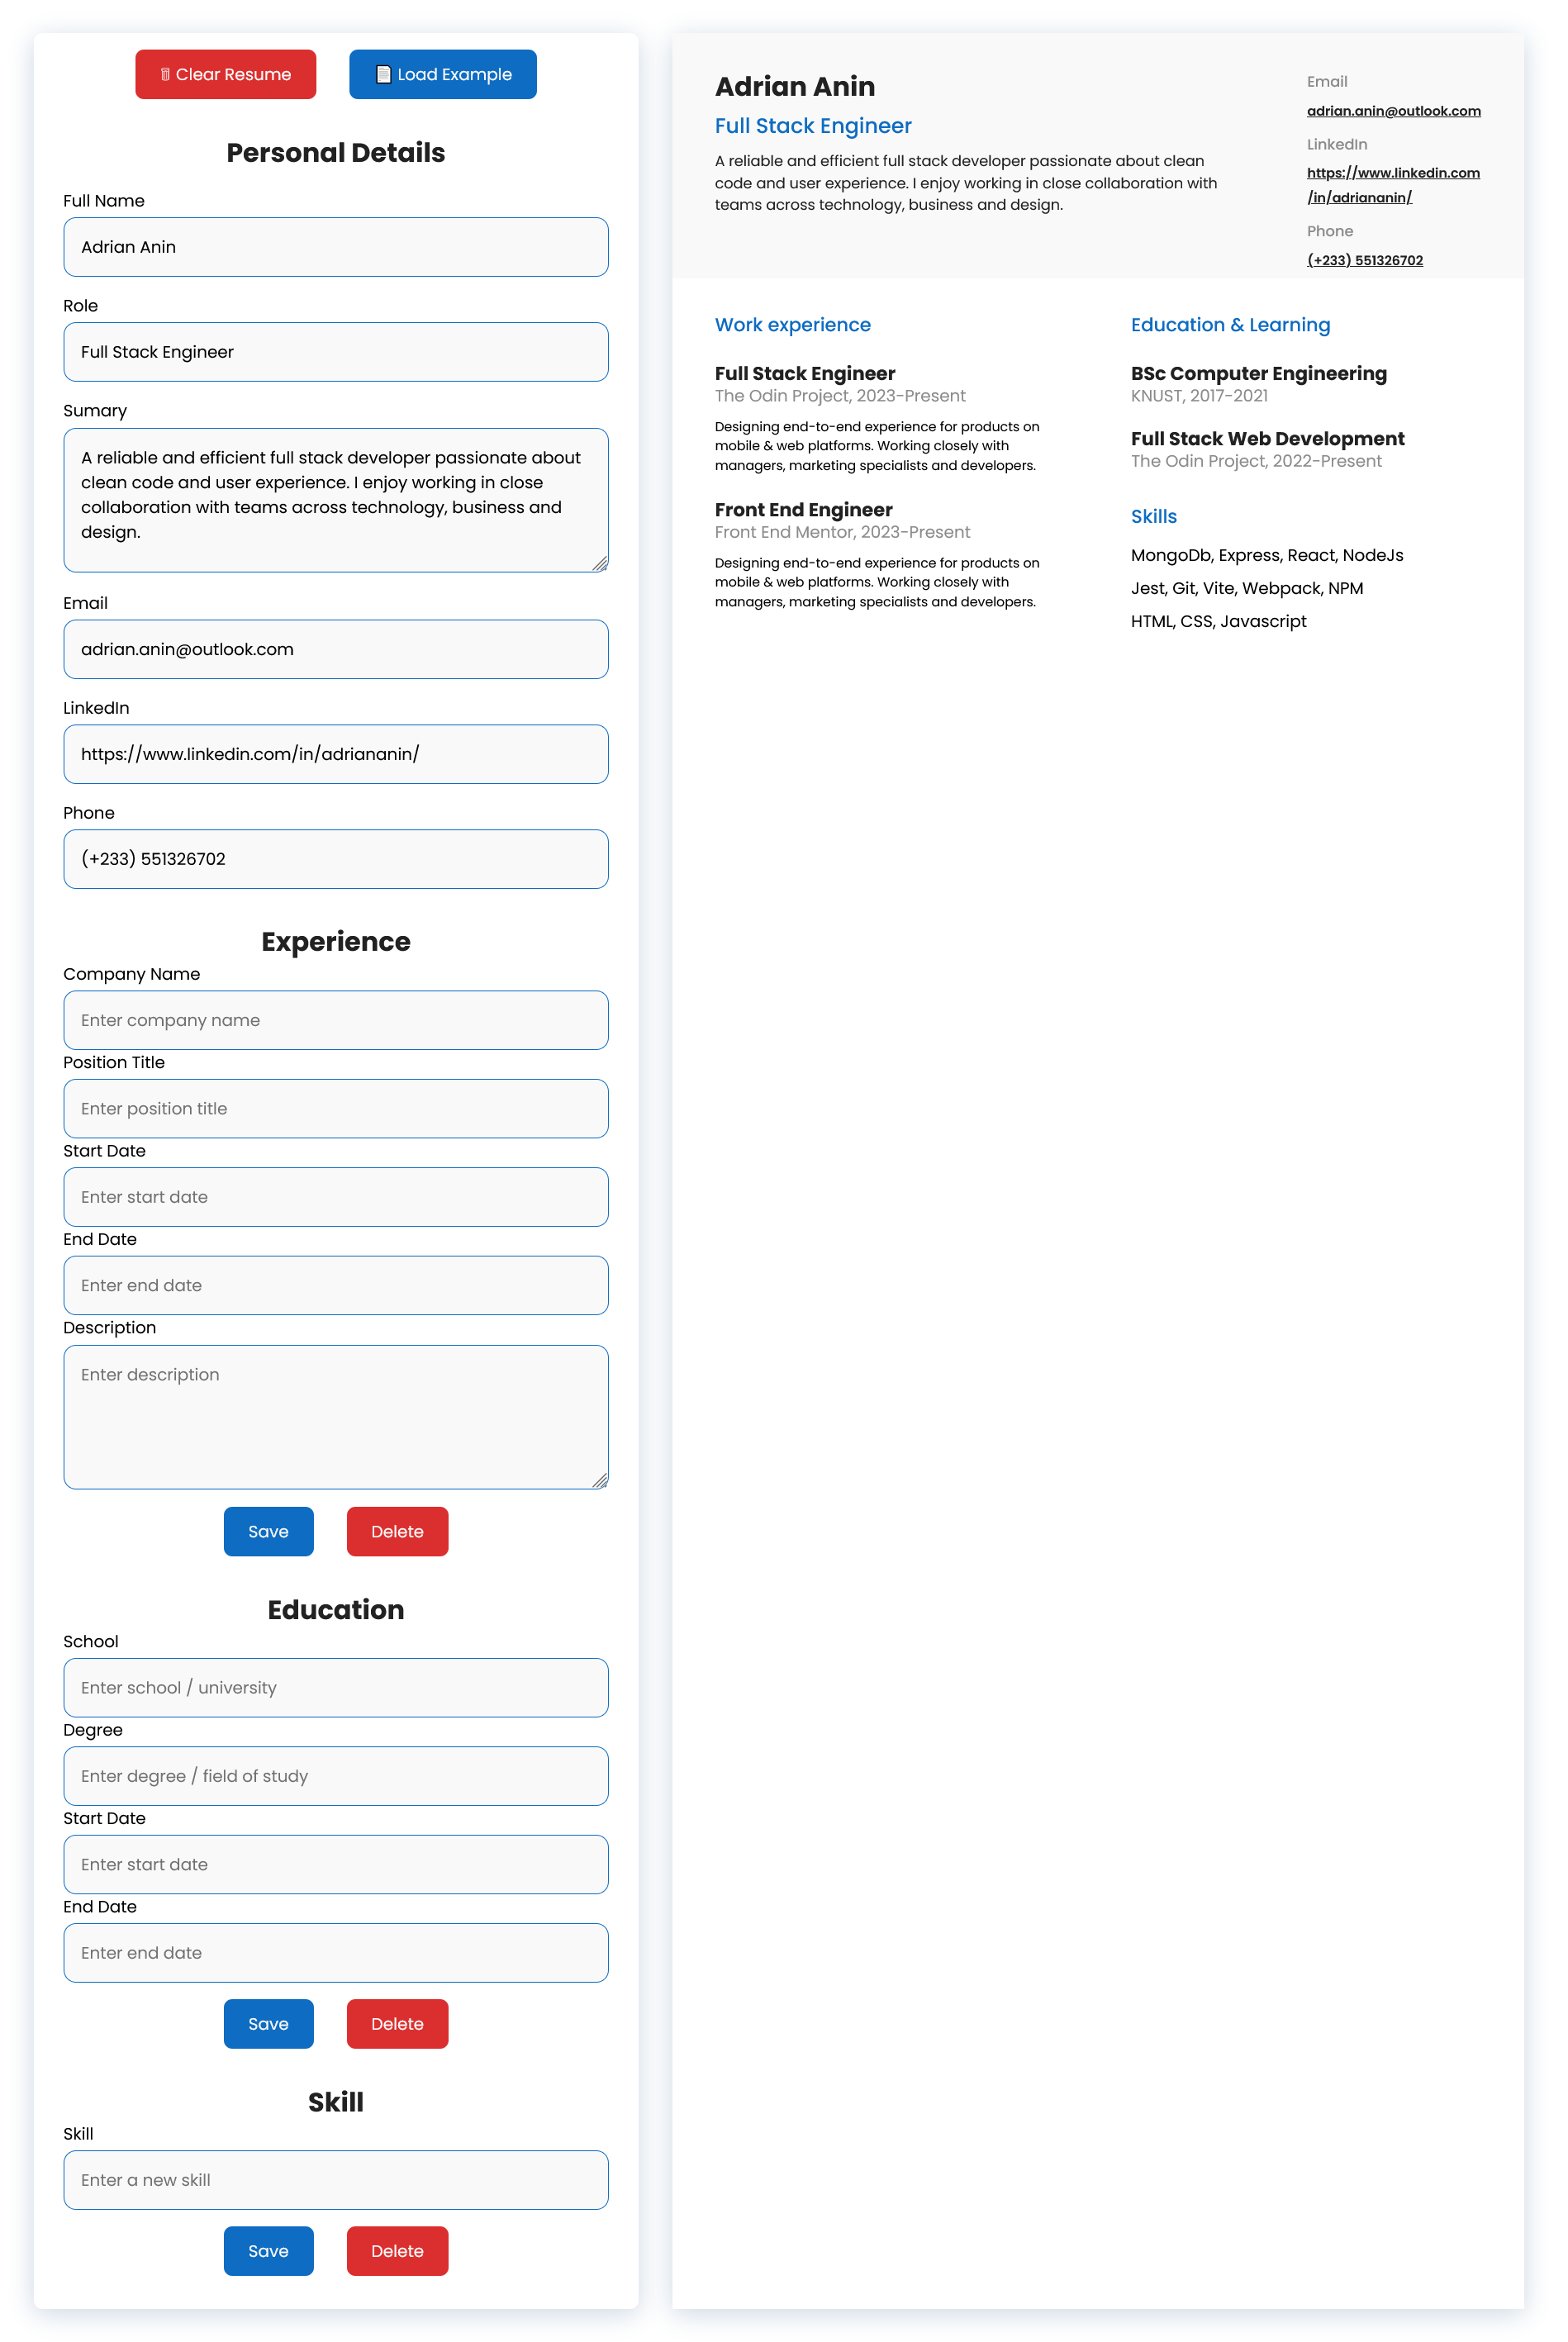 Clear Resume
Load Example
Personal Details
Full Name
Adrian Anin
Role
Full Stack Engineer
Sumary
A reliable and efficient full stack developer passionate about
clean code and user experience. I enjoy working in close
collaboration with teams across technology, business and
design.
Email
adrian.anin@outlook.com
LinkedIn
https://www.linkedin.com/in/adriananin/
Phone
(+233) 551326702
Experience
Company Name
Enter company name
Position Title
Enter position title
Start Date
Enter start date
End Date
Enter end date
Description
Enter description
Save
Delete
Education
School
Enter school / university
Degree
Enter degree / field of study
Start Date
Enter start date
End Date
Enter end date
Save
Delete
Skill
Skill
Enter a new skill
Save
Delete
Adrian Anin
Full Stack Engineer
A reliable and efficient full stack developer passionate about clean
code and user experience. I enjoy working in close collaboration with
teams across technology, business and design.
Email
adrian.anin@outlook.com
LinkedIn
https://www.linkedin.com
/in/adriananin/
Phone
(+233) 551326702
Work experience
Full Stack Engineer
The Odin Project, 2023-Present
Designing end-to-end experience for products on
mobile & web platforms. Working closely with
managers, marketing specialists and developers.
Front End Engineer
Front End Mentor, 2023-Present
Designing end-to-end experience for products on
mobile & web platforms. Working closely with
managers, marketing specialists and developers.
Education & Learning
BSc Computer Engineering
KNUST, 2017-2021
Full Stack Web Development
The Odin Project, 2022-Present
Skills
MongoDb, Express, React, NodeJs
Jest, Git, Vite, Webpack, NPM
HTML, CSS, Javascript